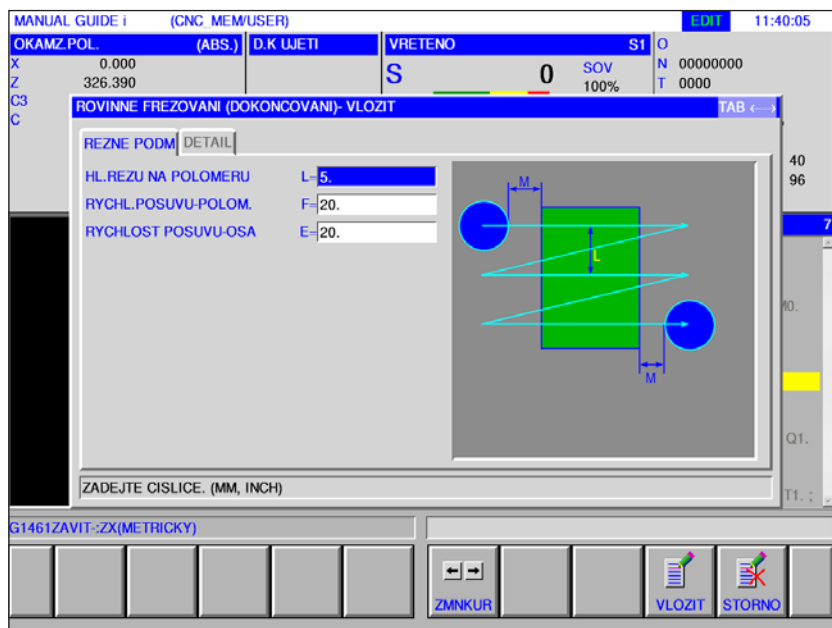 MANUAL GUIDE i (CNC_MEM/USER) EDIT 11:40:05
OKAMZ.POL. (ABS.) D.K UJETI VRETENO S1 O
X 0.000 S 0 SOV 100% N 00000000
Z 326.390 T 0000
C3
C
ROVINNE FREZOVANI (DOKONCOVANI)- VLOZIT TAB ←→
REZNE PODM DETAIL
40
HL.REZU NA POLOMERU L=5. 96
RYCHL.POSUVU-POLOM. F=20.
RYCHLOST POSUVU-OSA E=20.
7
M
L
M0.
M
Q1.
ZADEJTE CISLICE. (MM, INCH)
T1. ;
G1461ZAVIT-:ZX(METRICKY)
ZMNKUR VLOZIT STORNO